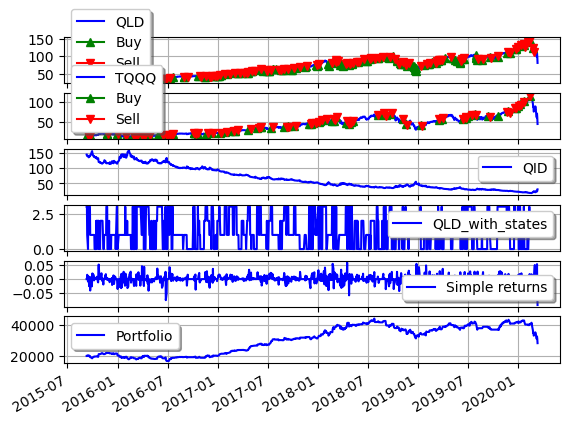 QLD
Buy
Sell
150
100
50
TQQQ
Buy
Sell
100
50
150
100
50
QID
2.5
0.0
QLD_with_states
0.05
0.00
−0.05
Simple returns
40000
20000
Portfolio
2015-07 2016-01 2016-07 2017-01 2017-07 2018-01 2018-07 2019-01 2019-07 2020-01